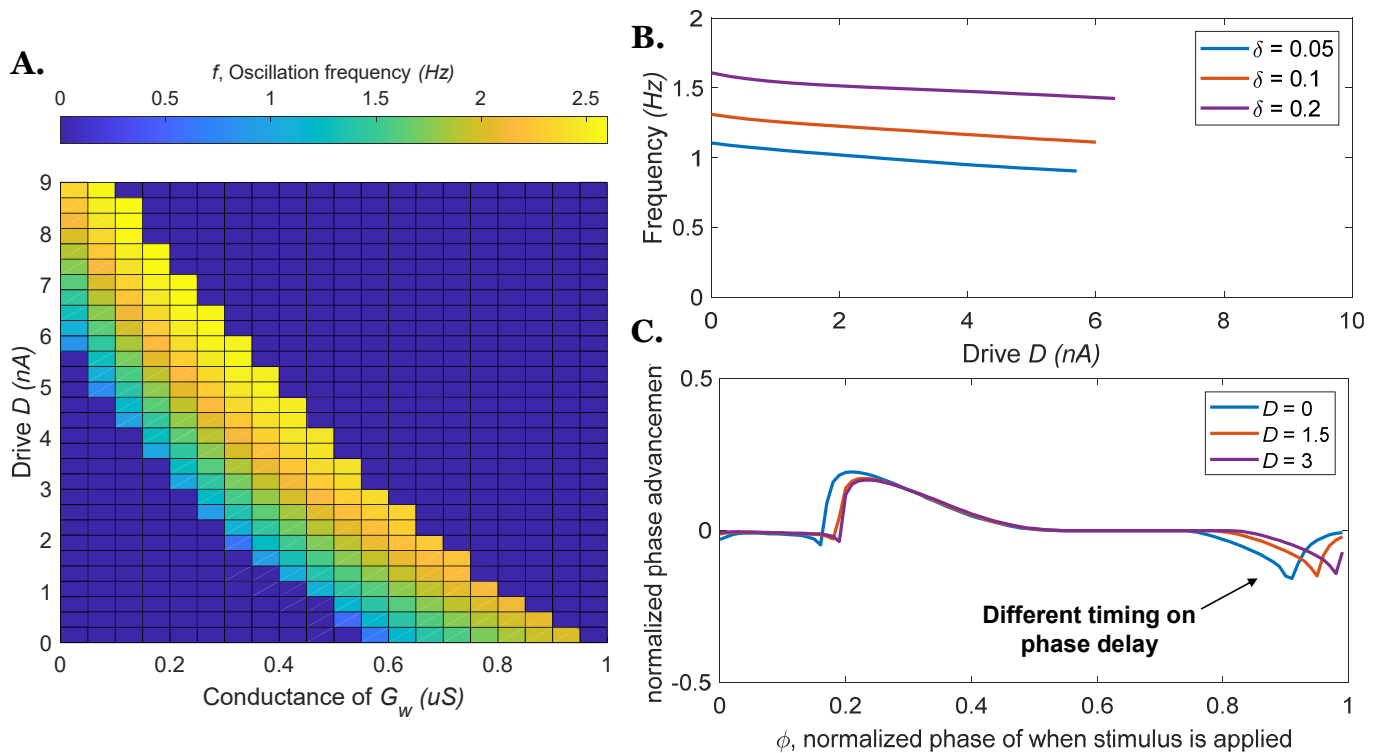 A.
f, Oscillation frequency (Hz)
0 0.5 1 1.5 2 2.5
9
8
7
6
5
4
3
2
1
0
Drive D (nA)
0 0.2 0.4 0.6 0.8 1
Conductance of G_w (uS)
B.
2
1.5
1
0.5
0
Frequency (Hz)
δ = 0.05
δ = 0.1
δ = 0.2
0 2 4 6 8 10
Drive D (nA)
C.
0.5
0
-0.5
normalized phase advancement
D = 0
D = 1.5
D = 3
Different timing on
phase delay
0 0.2 0.4 0.6 0.8 1
ϕ, normalized phase of when stimulus is applied